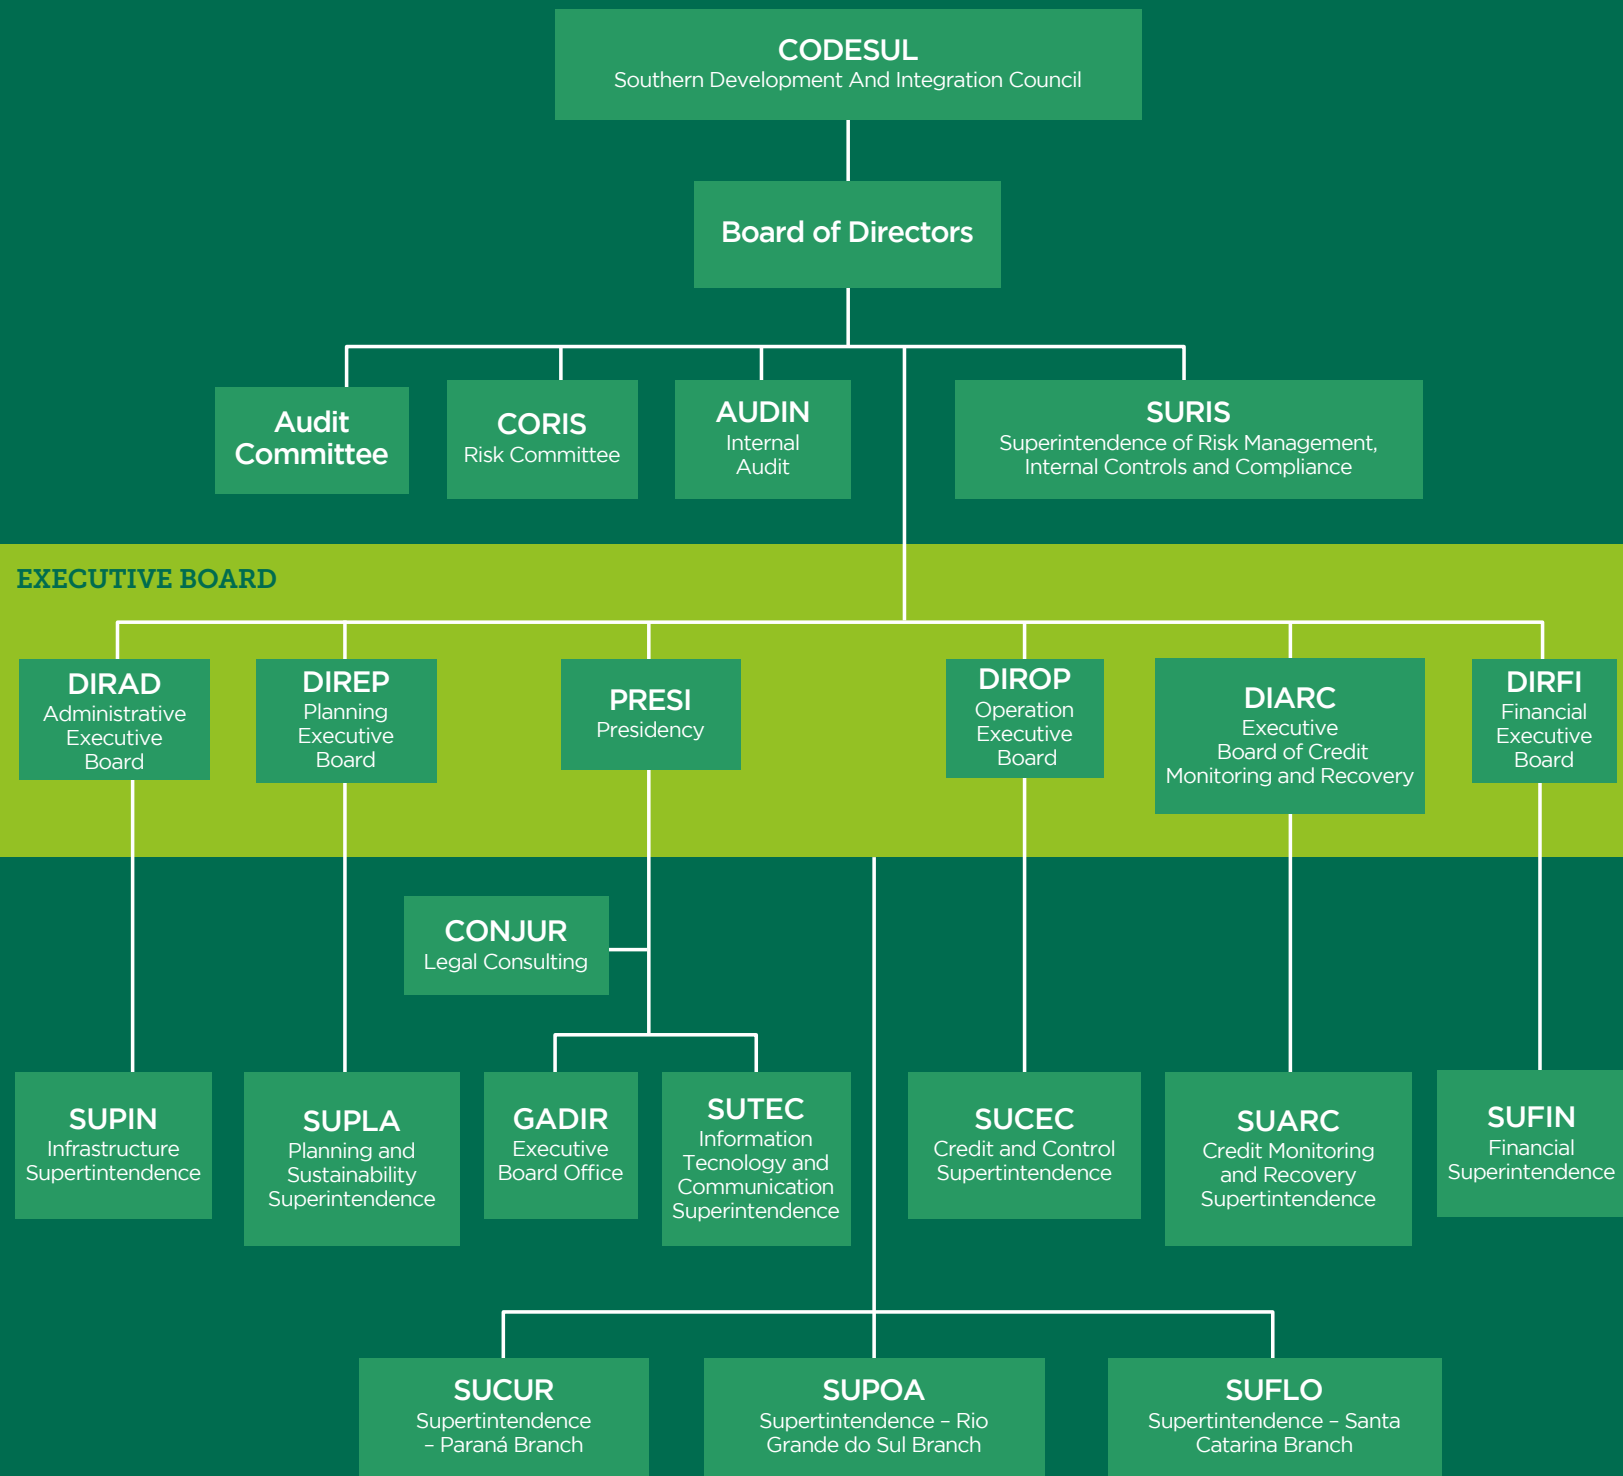 CODESUL
Southern Development And Integration Council
Board of Directors
Audit
Committee
CORIS
Risk Committee
AUDIN
Internal
Audit
SURIS
Superintendence of Risk Management,
Internal Controls and Compliance
EXECUTIVE BOARD
DIRAD
Administrative
Executive
Board
DIREP
Planning
Executive
Board
PRESI
Presidency
DIROP
Operation
Executive
Board
DIARC
Executive
Board of Credit
Monitoring and Recovery
DIRFI
Financial
Executive
Board
CONJUR
Legal Consulting
SUPIN
Infrastructure
Supertintendence
SUPLA
Planning and
Sustainability
Superintendence
GADIR
Executive
Board Office
SUTEC
Information
Tecnology and
Communication
Superintendence
SUCEC
Credit and Control
Supertintendence
SUARC
Credit Monitoring
and Recovery
Supertintendence
SUFIN
Financial
Superintendence
SUCUR
Supertintendence
– Paraná Branch
SUPOA
Supertintendence – Rio
Grande do Sul Branch
SUFLO
Supertintendence – Santa
Catarina Branch